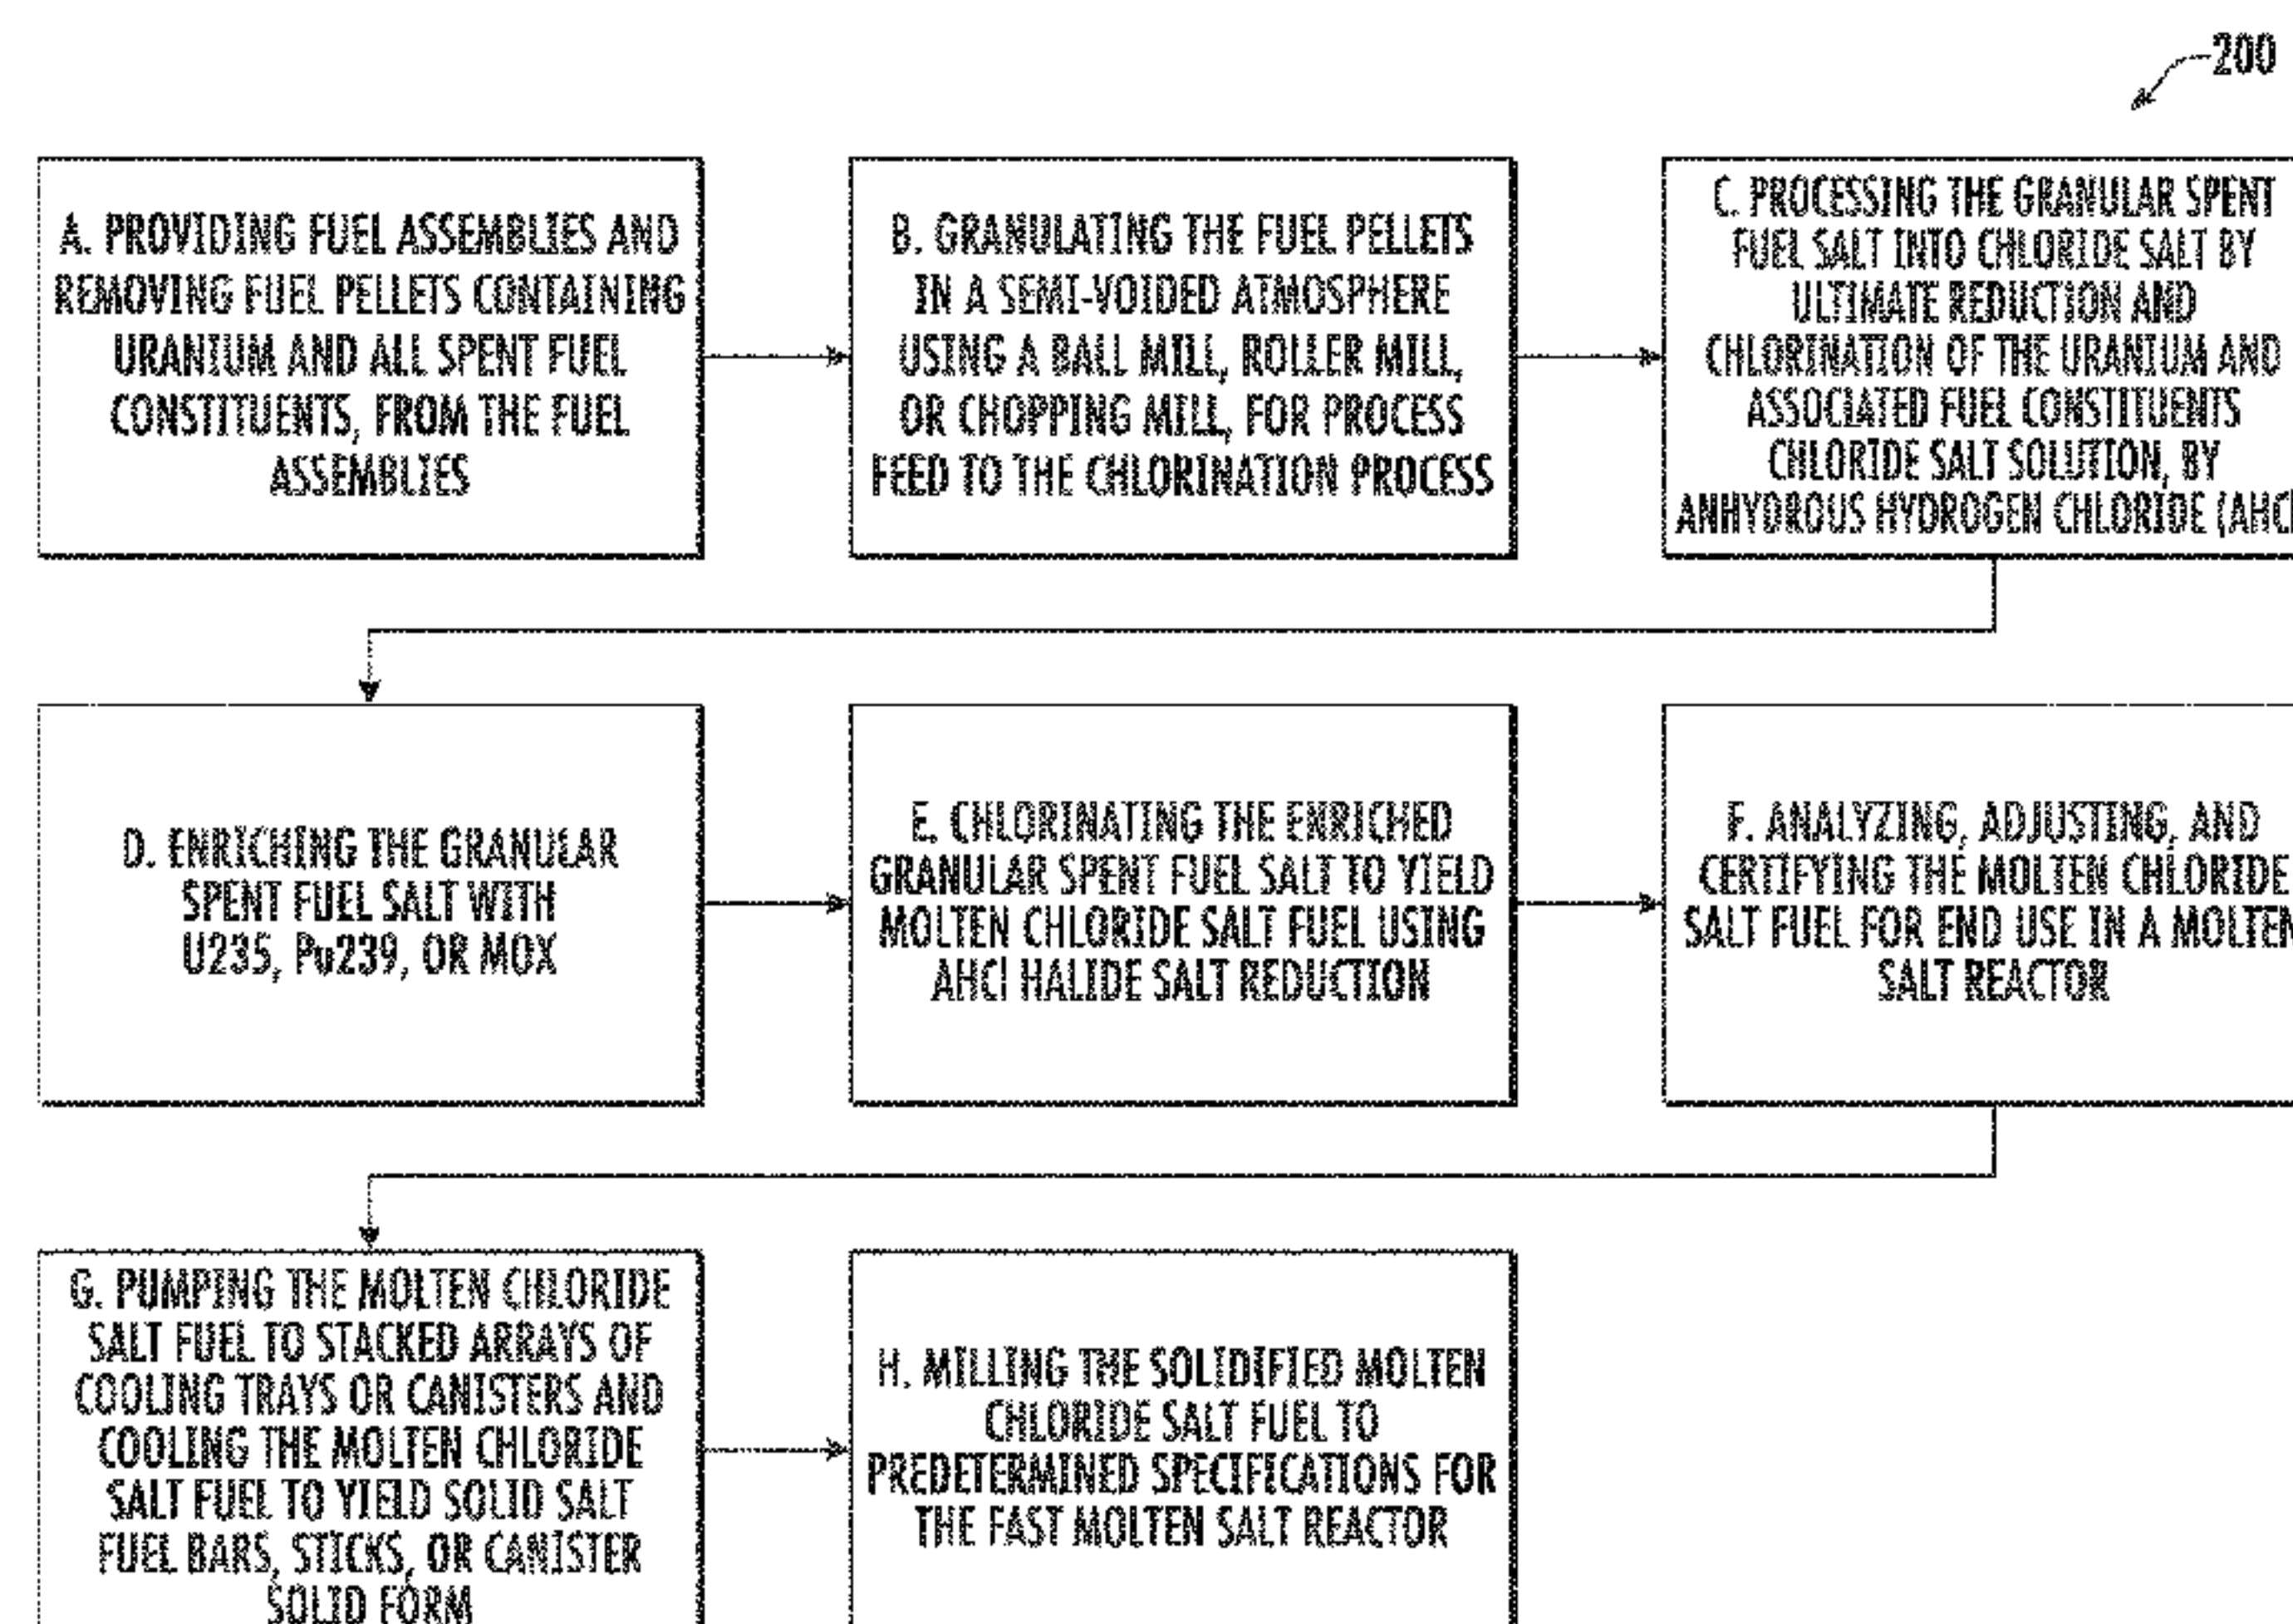 200
A. PROVIDING FUEL ASSEMBLIES AND
REMOVING FUEL PELLETS CONTAINING
URANIUM AND ALL SPENT FUEL
CONSTITUENTS, FROM THE FUEL
ASSEMBLIES
B. GRANULATING THE FUEL PELLETS
IN A SEMI-VOIDED ATMOSPHERE
USING A BALL MILL, ROLLER MILL,
OR CHOPPING MILL, FOR PROCESS
FEED TO THE CHLORINATION PROCESS
C. PROCESSING THE GRANULAR SPENT
FUEL SALT INTO CHLORIDE SALT BY
ULTIMATE REDUCTION AND
CHLORINATION OF THE URANIUM AND
ASSOCIATED FUEL CONSTITUENTS
CHLORIDE SALT SOLUTION, BY
ANHYDROUS HYDROGEN CHLORIDE (AHCl
D. ENRICHING THE GRANULAR
SPENT FUEL SALT WITH
U235, Pu239, OR MOX
E. CHLORINATING THE ENRICHED
GRANULAR SPENT FUEL SALT TO YIELD
MOLTEN CHLORIDE SALT FUEL USING
AHCl HALIDE SALT REDUCTION
F. ANALYZING, ADJUSTING, AND
CERTIFYING THE MOLTEN CHLORIDE
SALT FUEL FOR END USE IN A MOLTEN
SALT REACTOR
G. PUMPING THE MOLTEN CHLORIDE
SALT FUEL TO STACKED ARRAYS OF
COOLING TRAYS OR CANISTERS AND
COOLING THE MOLTEN CHLORIDE
SALT FUEL TO YIELD SOLID SALT
FUEL BARS, STICKS, OR CANISTER
SOLID FORM
H. MILLING THE SOLIDIFIED MOLTEN
CHLORIDE SALT FUEL TO
PREDETERMINED SPECIFICATIONS FOR
THE FAST MOLTEN SALT REACTOR